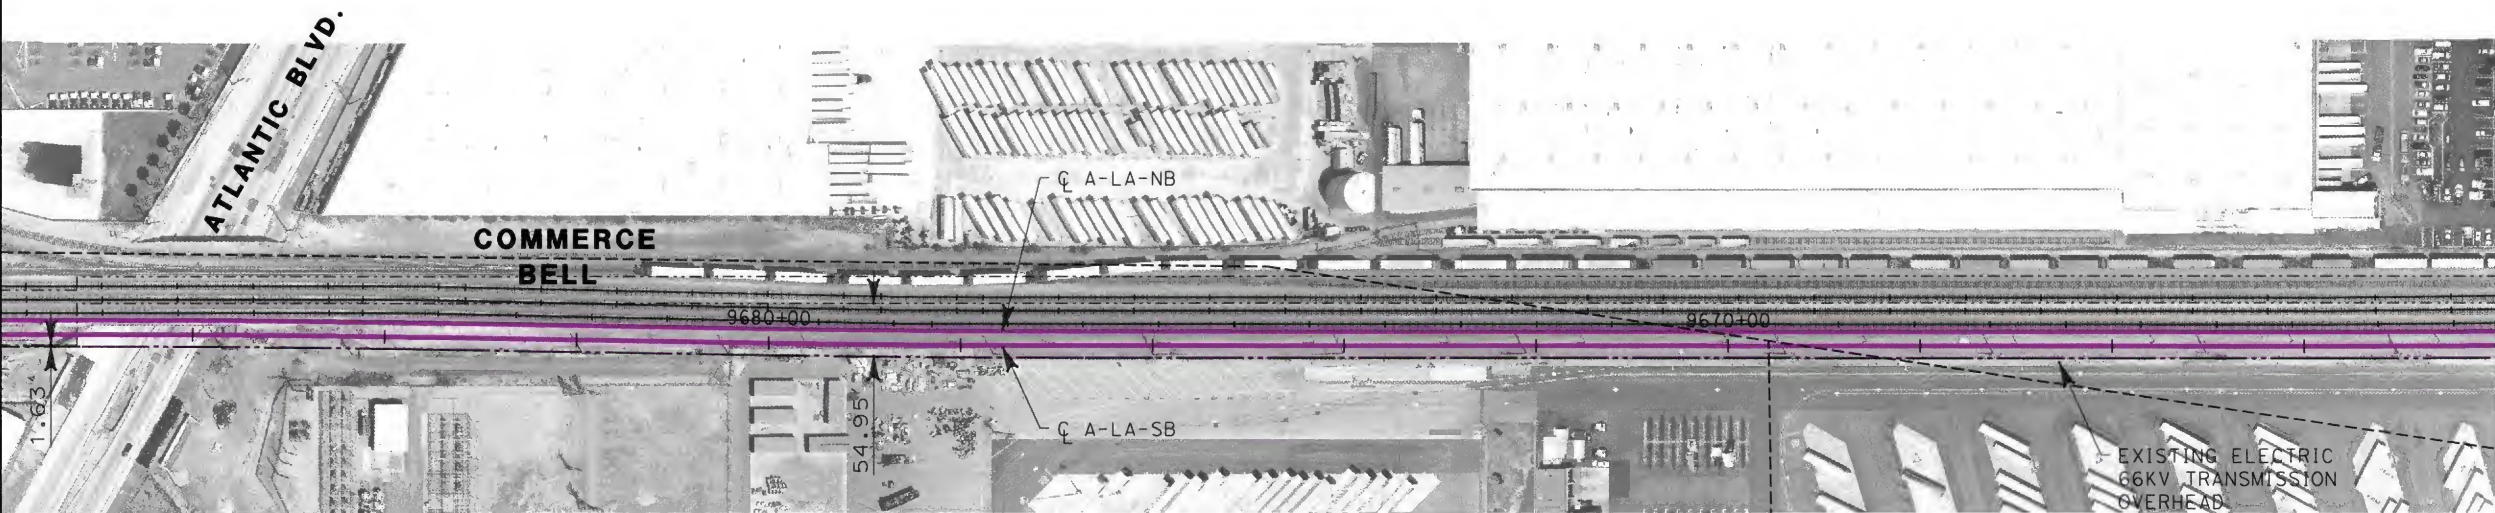 ATLANTIC BLVD.
℄ A-LA-NB
COMMERCE
BELL
9680+00
9670+00
1.63'
54.95'
℄ A-LA-SB
EXISTING ELECTRIC
66KV TRANSMISSION
OVERHEAD